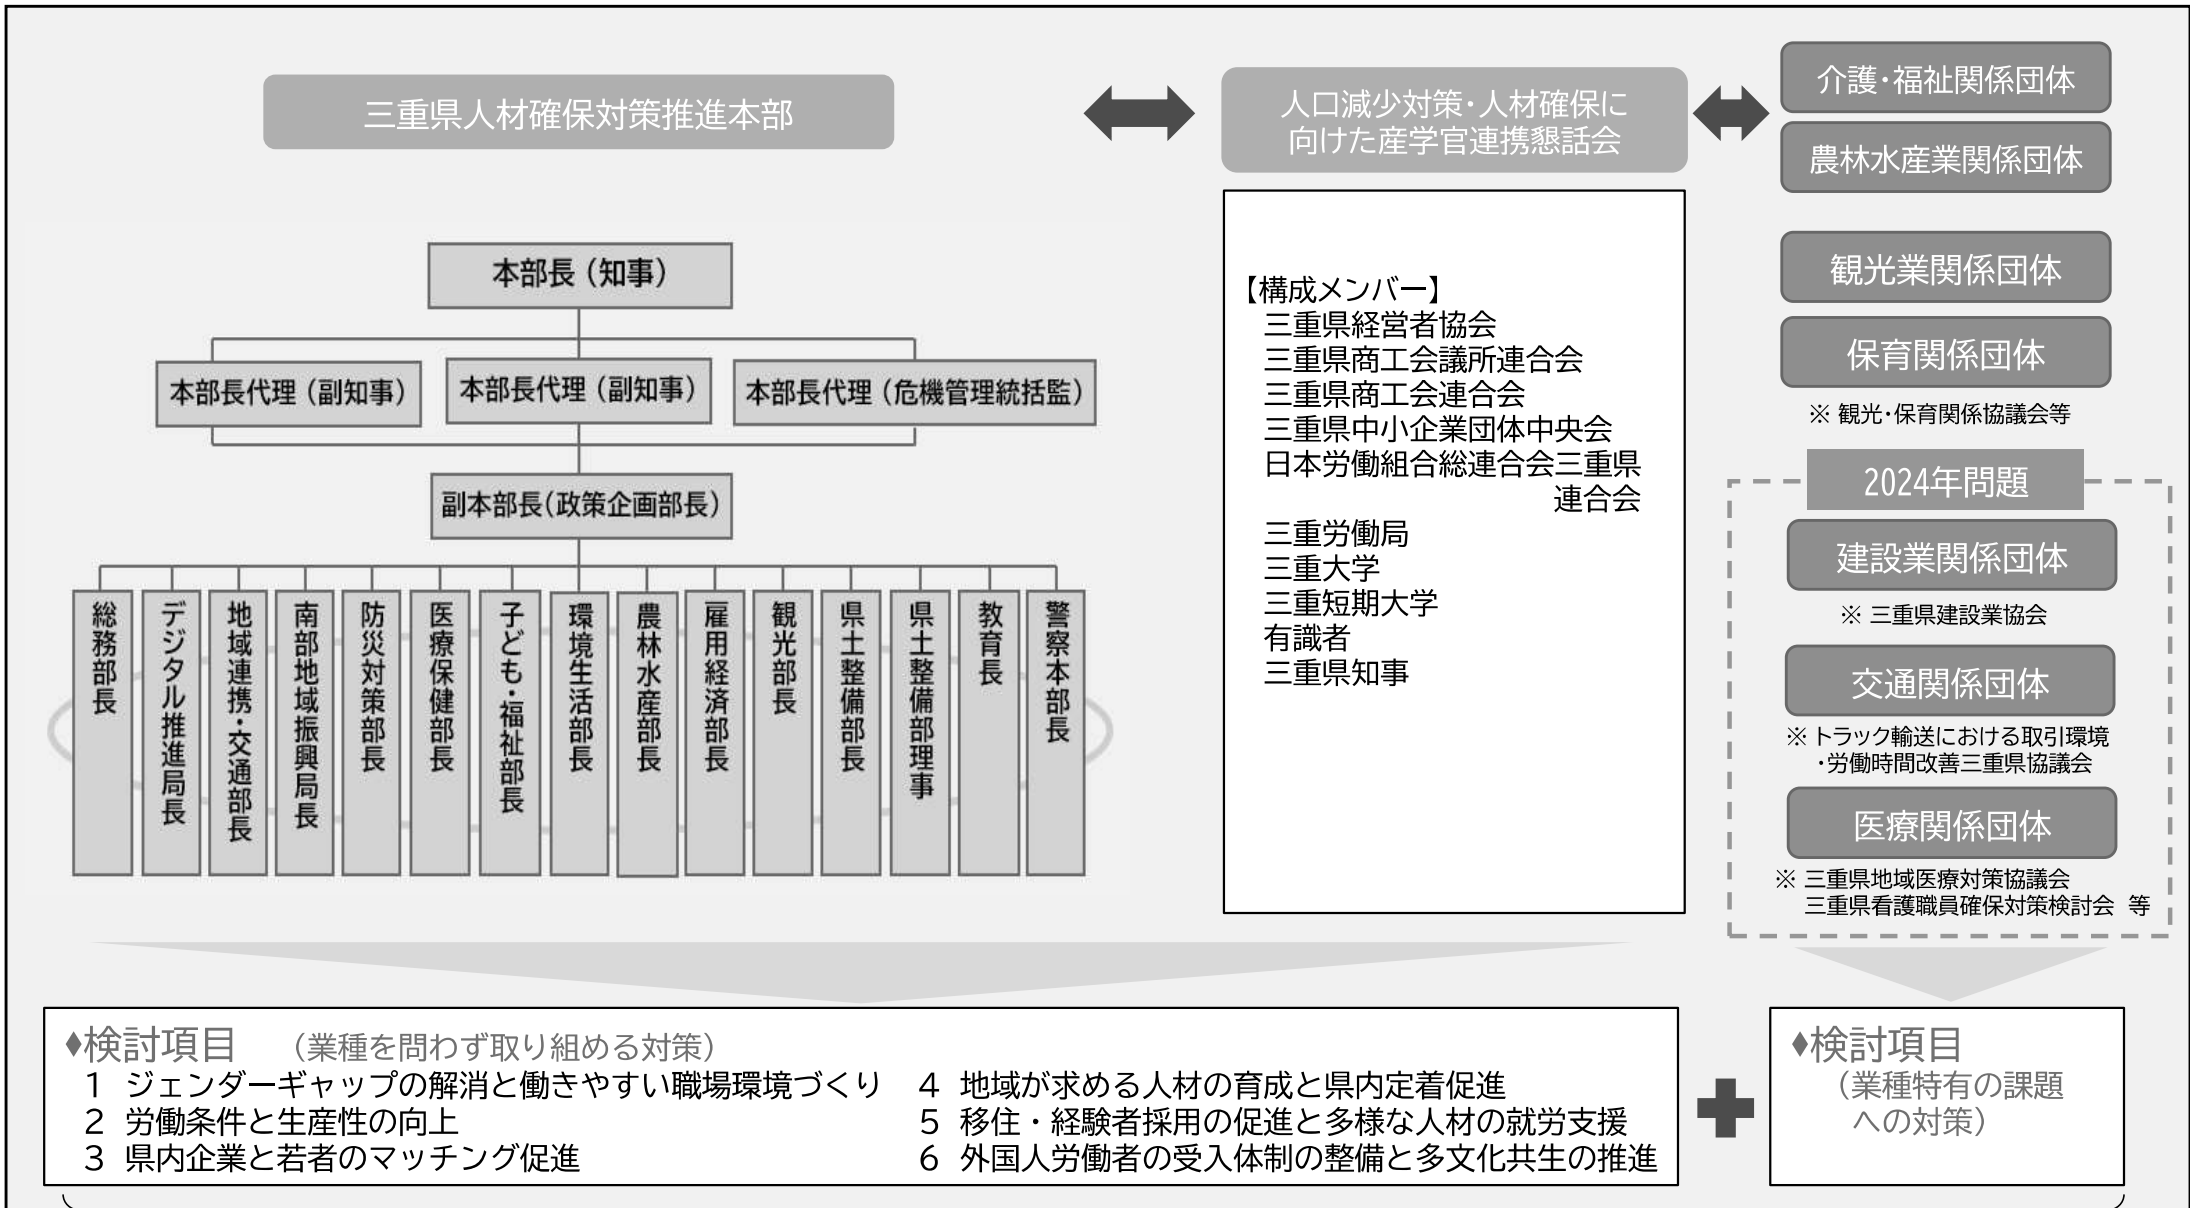 三重県人材確保対策推進本部
本部長（知事）
本部長代理（副知事）
本部長代理（副知事）
本部長代理（危機管理統括監）
副本部長（政策企画部長）
総務部長
デジタル推進局長
地域連携・交通部長
南部地域振興局長
防災対策部長
医療保健部長
子ども・福祉部長
環境生活部長
農林水産部長
雇用経済部長
観光部長
県土整備部長
県土整備部理事
教育長
警察本部長
人口減少対策・人材確保に
向けた産学官連携懇話会
【構成メンバー】
三重県経営者協会
三重県商工会議所連合会
三重県商工会連合会
三重県中小企業団体中央会
日本労働組合総連合会三重県
連合会
三重労働局
三重大学
三重短期大学
有識者
三重県知事
介護・福祉関係団体
農林水産業関係団体
観光業関係団体
保育関係団体
※ 観光・保育関係協議会等
2024年問題
建設業関係団体
※ 三重県建設業協会
交通関係団体
※ トラック輸送における取引環境
・労働時間改善三重県協議会
医療関係団体
※ 三重県地域医療対策協議会
三重県看護職員確保対策検討会 等
♦検討項目 （業種を問わず取り組める対策）
1 ジェンダーギャップの解消と働きやすい職場環境づくり
2 労働条件と生産性の向上
3 県内企業と若者のマッチング促進
4 地域が求める人材の育成と県内定着促進
5 移住・経験者採用の促進と多様な人材の就労支援
6 外国人労働者の受入体制の整備と多文化共生の推進
♦検討項目
（業種特有の課題
への対策）